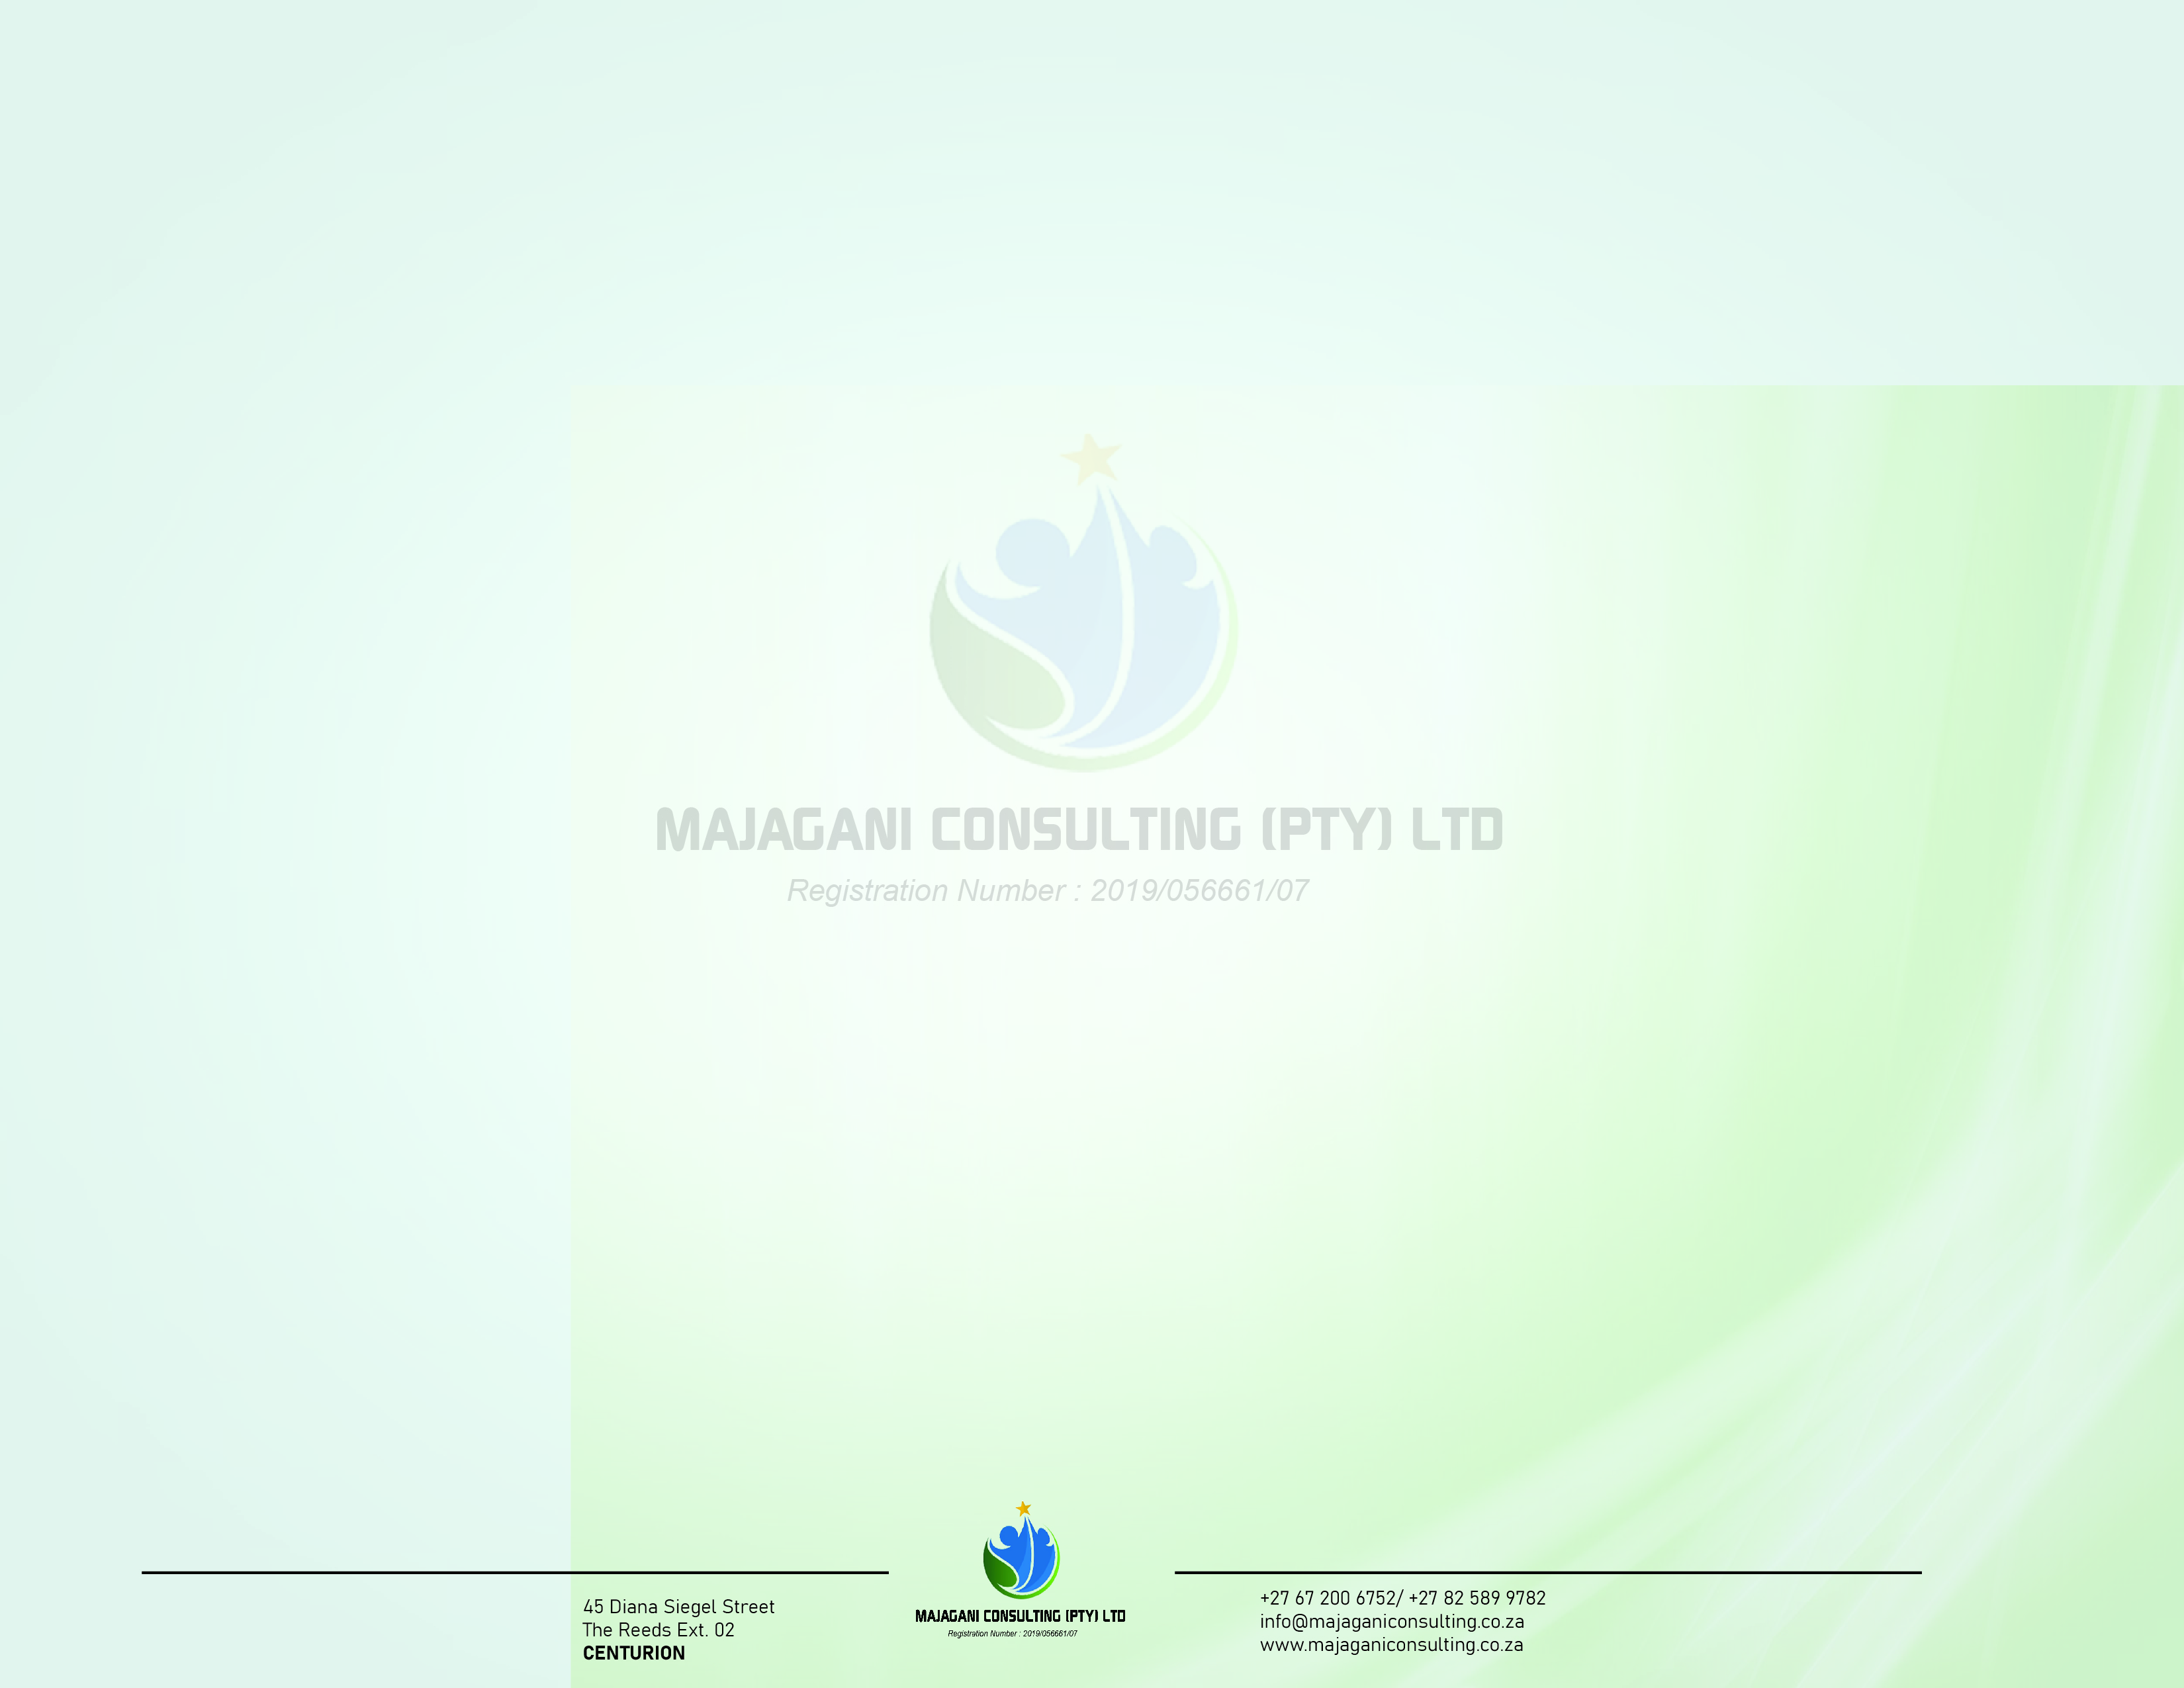 MAJAGANI CONSULTING (PTY) LTD
Registration Number : 2019/056661/07
45 Diana Siegel Street
The Reeds Ext. 02
CENTURION
MAJAGANI CONSULTING (PTY) LTD
Registration Number : 2019/056661/07
+27 67 200 6752/ +27 82 589 9782
info@majaganiconsulting.co.za
www.majaganiconsulting.co.za